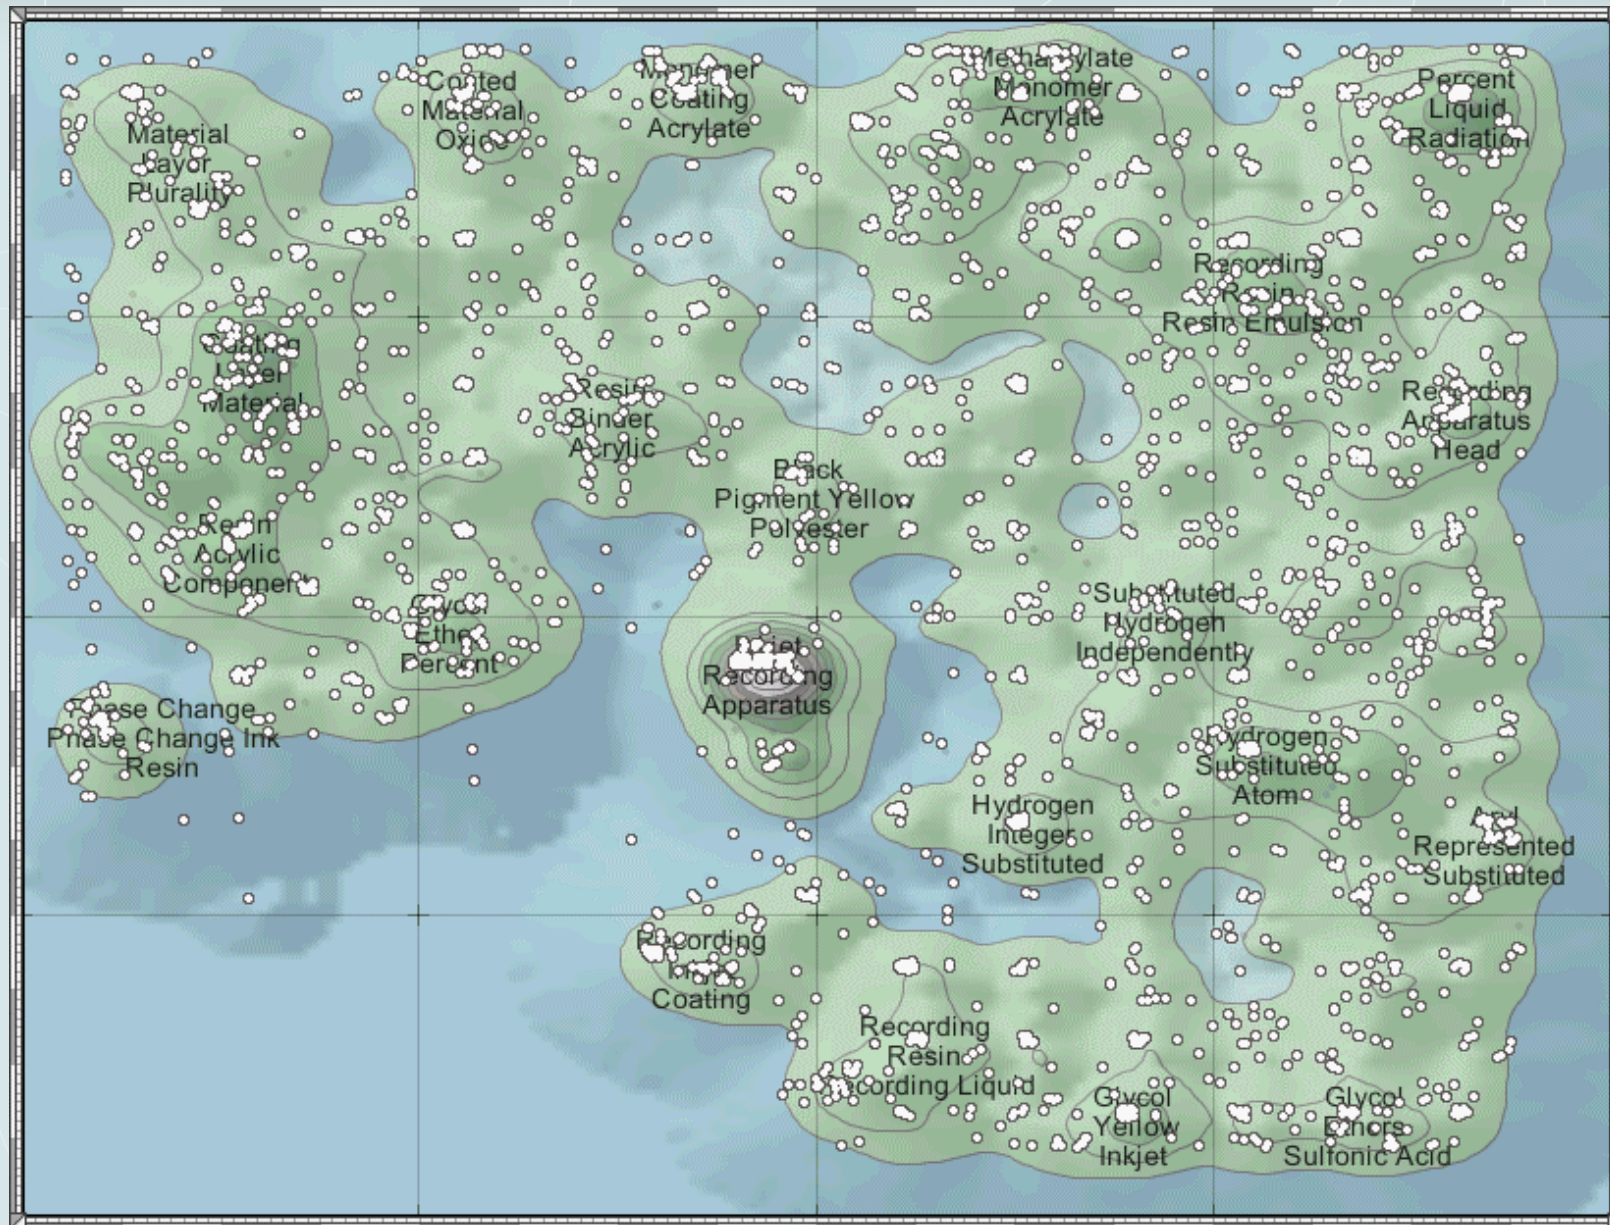 Material
Layer
Plurality
Coated
Material
Oxide
Monomer
Coating
Acrylate
Methacrylate
Monomer
Acrylate
Percent
Liquid
Radiation
Recording
Resin
Resin Emulsion
Coating
Layer
Material
Resin
Binder
Acrylic
Recording
Apparatus
Head
Black
Pigment Yellow
Polyester
Resin
Acrylic
Component
Glycol
Ether
Percent
Substituted
Hydrogen
Independently
Inkjet
Recording
Apparatus
Phase Change
Phase Change Ink
Resin
Hydrogen
Substituted
Atom
Hydrogen
Integer
Substituted
Represented
Substituted
Recording
Coating
Recording
Resin
Recording Liquid
Glycol
Yellow
Inkjet
Glycol
Ethers
Sulfonic Acid